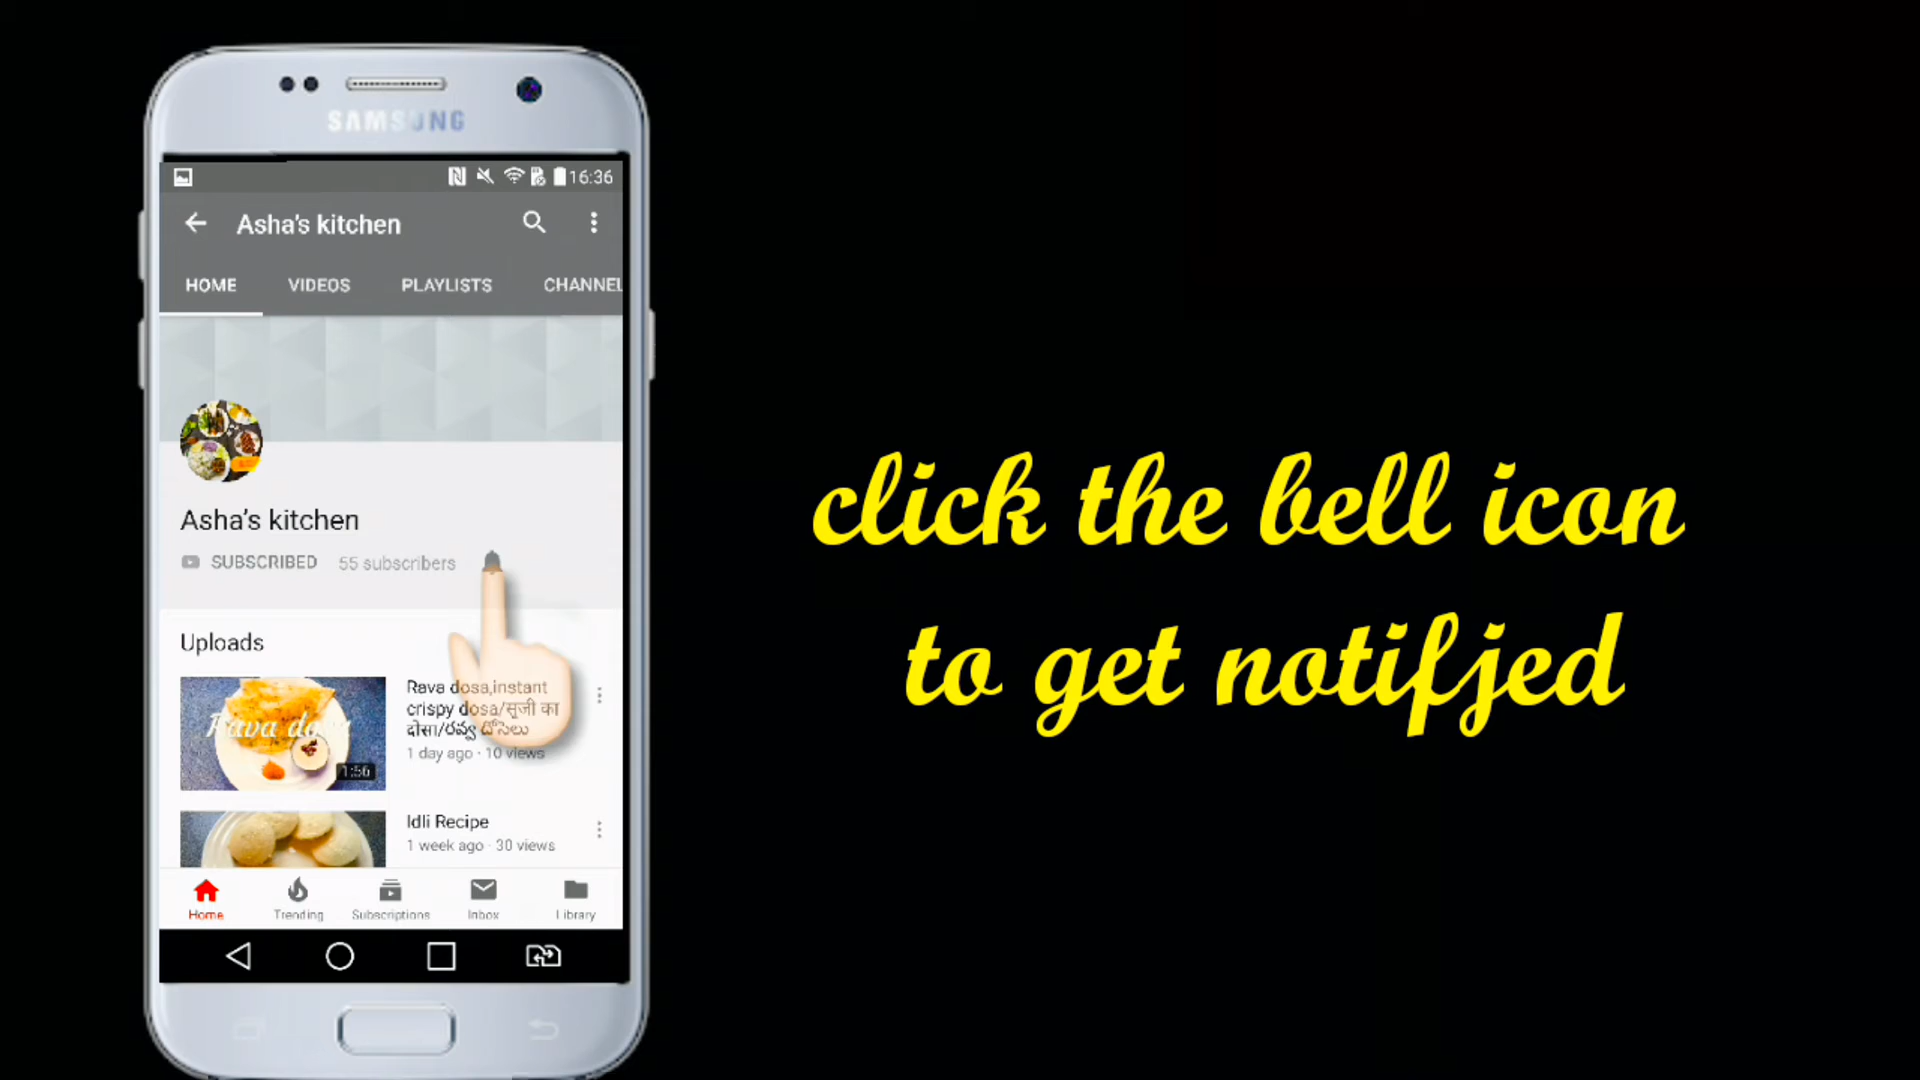 SAMSUNG
16:36
Asha's kitchen
HOME VIDEOS PLAYLISTS CHANNEL
Asha's kitchen
SUBSCRIBED 55 subscribers
Uploads
Rava dosa
1:56
Rava dosa,instant
crispy dosa/सूजी का
दोसा/రవ్వ దోసెలు
1 day ago · 10 views
Idli Recipe
1 week ago · 30 views
Home Trending Subscriptions Inbox Library
click the bell icon
to get notifjed